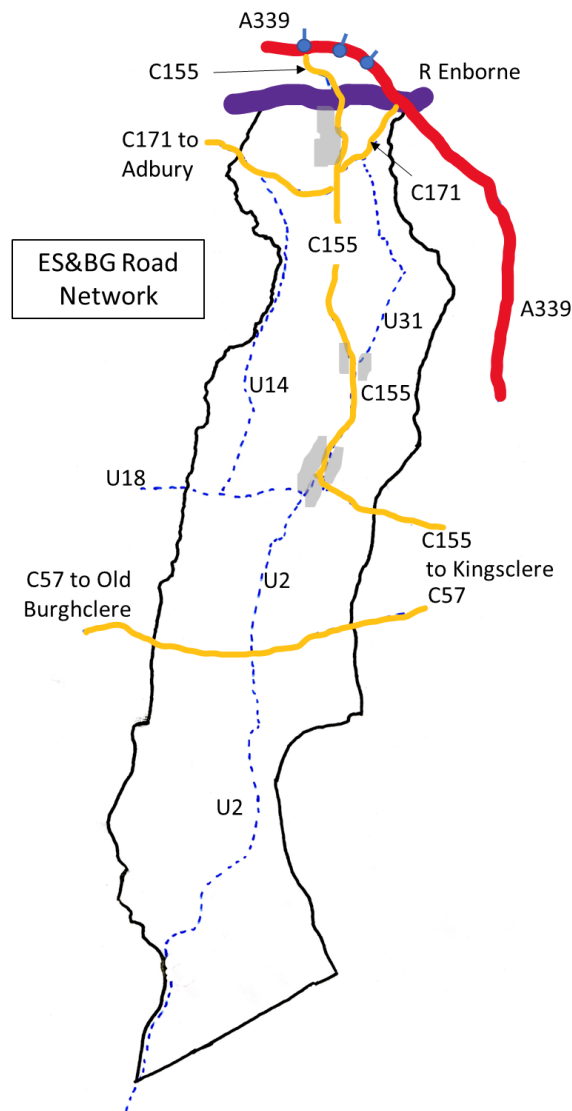 A339
C155
R Enborne
C171 to
Adbury
C171
C155
ES&BG Road
Network
A339
U31
U14
C155
U18
C155
to Kingsclere
U2
C57 to Old
Burghclere
C57
U2